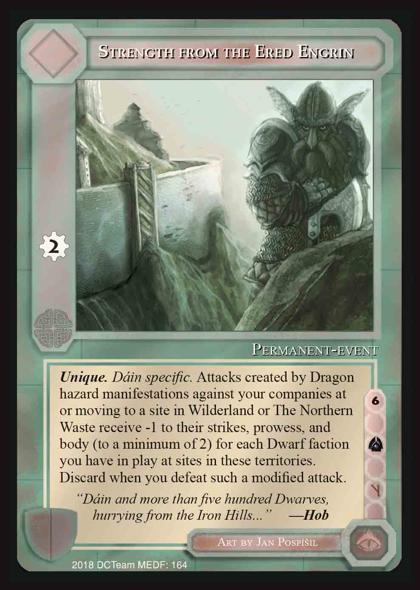 Strength from the Ered Engrin
2
Permanent-event
Unique. Dáin specific. Attacks created by Dragon
hazard manifestations against your companies at
or moving to a site in Wilderland or The Northern
Waste receive -1 to their strikes, prowess, and
body (to a minimum of 2) for each Dwarf faction
you have in play at sites in these territories.
Discard when you defeat such a modified attack.
6
“Dáin and more than five hundred Dwarves,
hurrying from the Iron Hills...” —Hob
Art by Jan Pospíšil
2018 DCTeam MEDF: 164